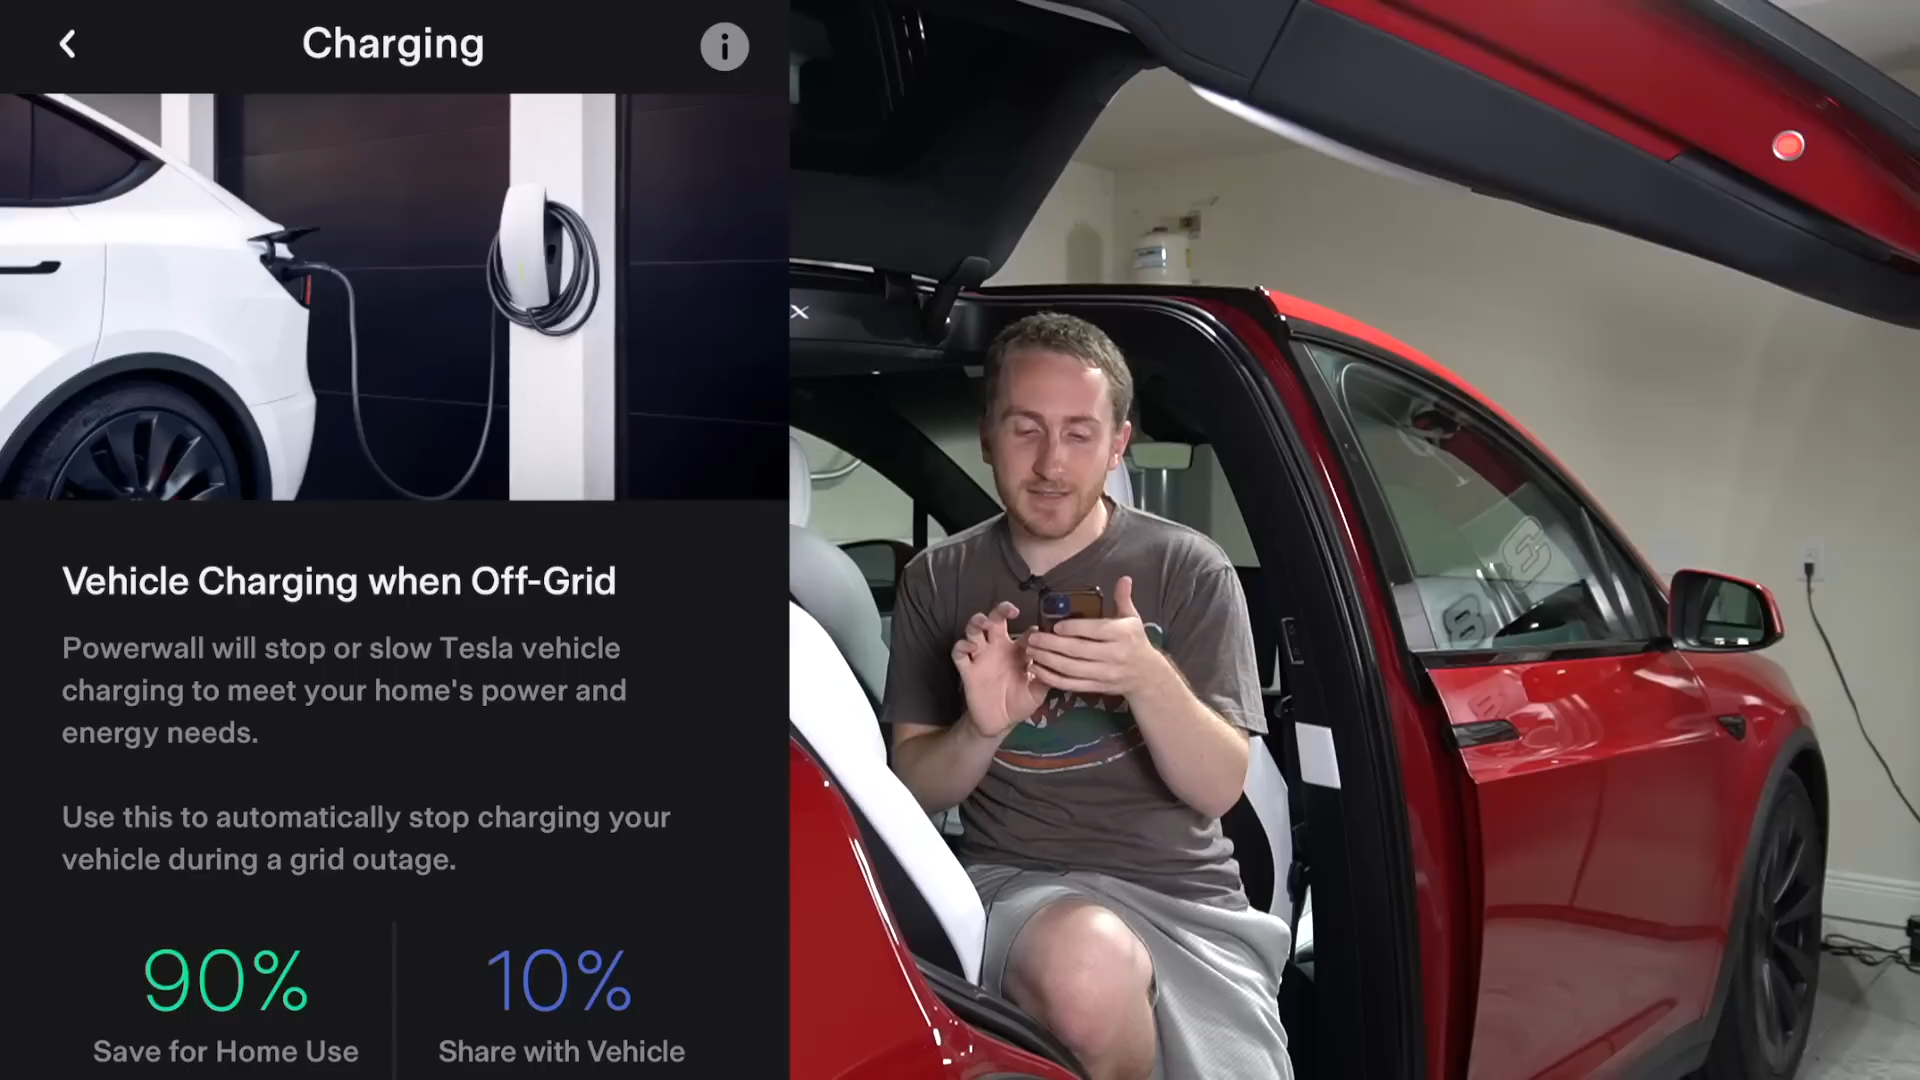 Charging
i
X
8
8
Vehicle Charging when Off-Grid
Powerwall will stop or slow Tesla vehicle
charging to meet your home's power and
energy needs.
Use this to automatically stop charging your
vehicle during a grid outage.
90%
Save for Home Use
10%
Share with Vehicle